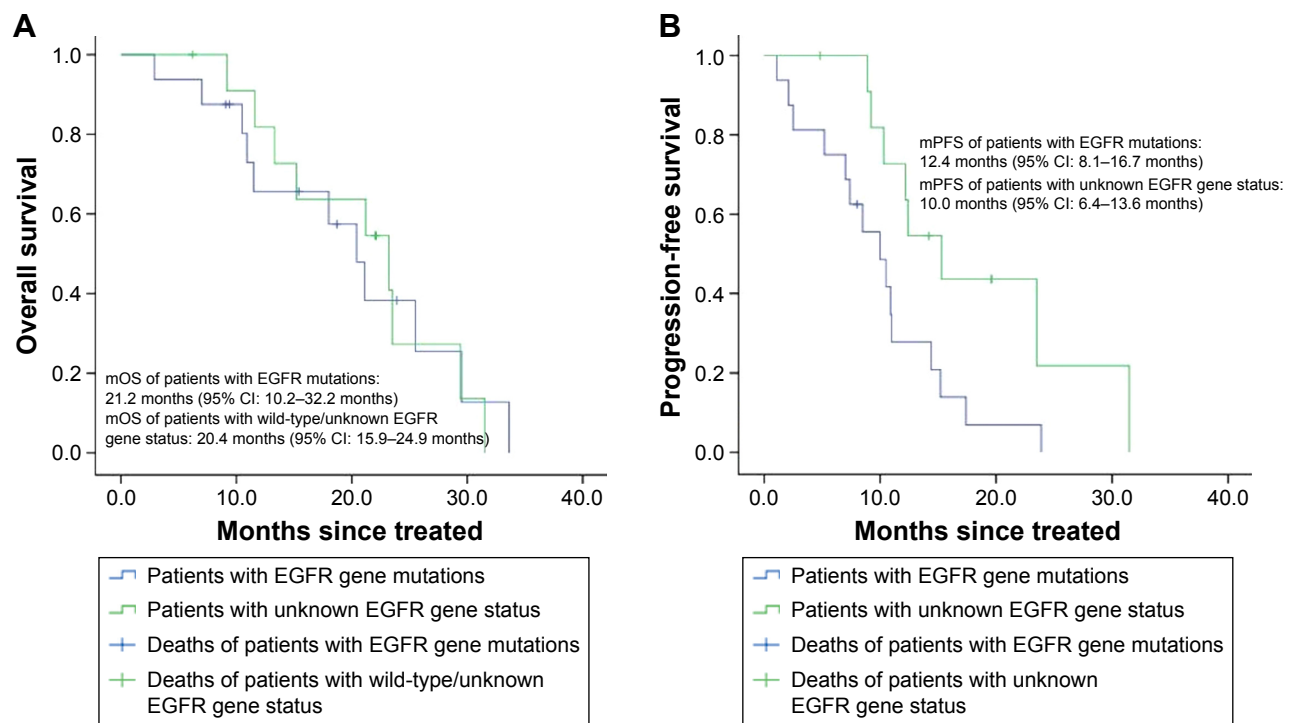 A
Overall survival
1.0
0.8
0.6
0.4
0.2
0.0
mOS of patients with EGFR mutations:
21.2 months (95% CI: 10.2–32.2 months)
mOS of patients with wild-type/unknown EGFR
gene status: 20.4 months (95% CI: 15.9–24.9 months)
0.0 10.0 20.0 30.0 40.0
Months since treated
Patients with EGFR gene mutations
Patients with unknown EGFR gene status
Deaths of patients with EGFR gene mutations
Deaths of patients with wild-type/unknown
EGFR gene status
B
Progression-free survival
1.0
0.8
0.6
0.4
0.2
0.0
mPFS of patients with EGFR mutations:
12.4 months (95% CI: 8.1–16.7 months)
mPFS of patients with unknown EGFR gene status:
10.0 months (95% CI: 6.4–13.6 months)
0.0 10.0 20.0 30.0 40.0
Months since treated
Patients with EGFR gene mutations
Patients with unknown EGFR gene status
Deaths of patients with EGFR gene mutations
Deaths of patients with unknown
EGFR gene status